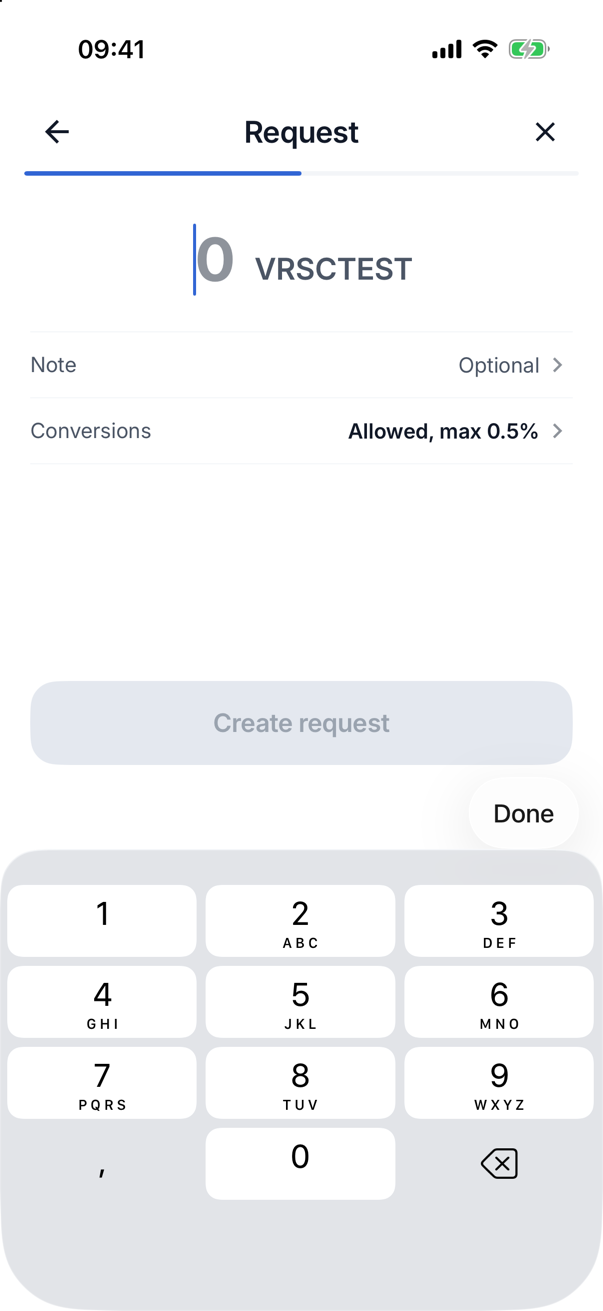 09:41
Request
0 VRSCTEST
Note Optional
Conversions Allowed, max 0.5%
Create request
Done
1 2 3
ABC DEF
4 5 6
GHI JKL MNO
7 8 9
PQRS TUV WXYZ
, 0